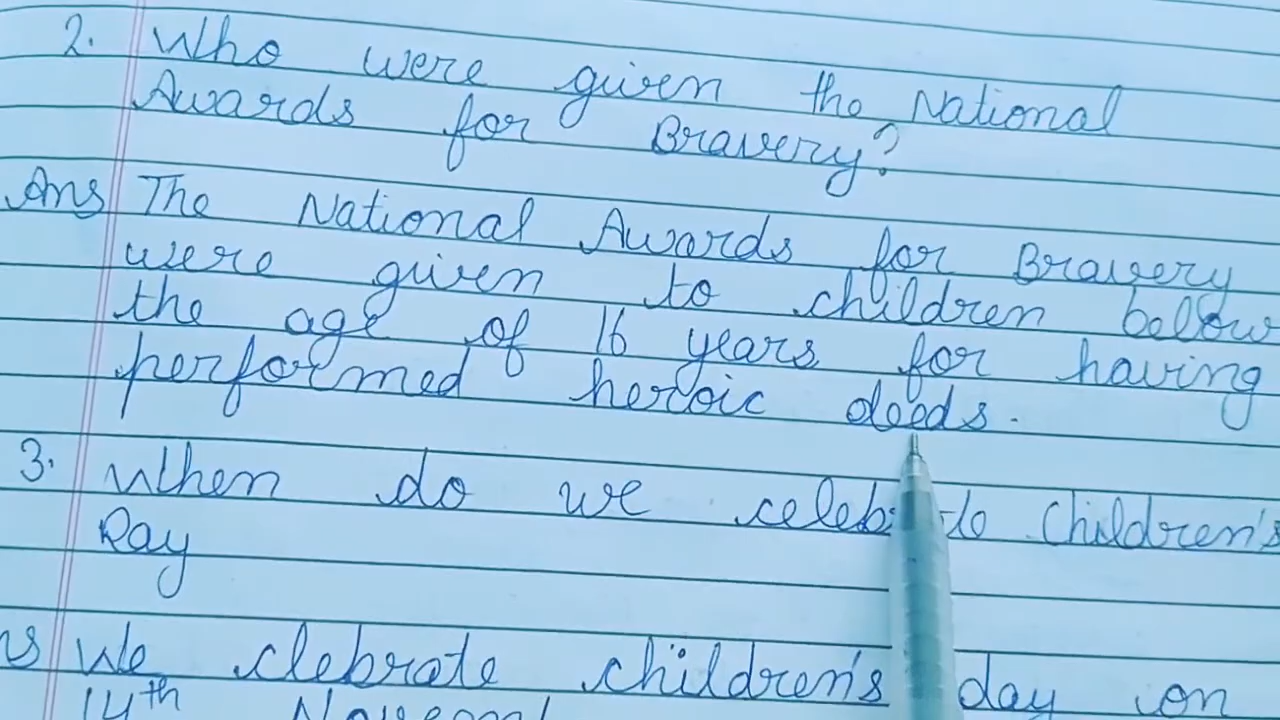 2. Who were given the National
Awards for Bravery?
Ans The National Awards for Bravery
were given to children below
the age of 16 years for having
performed heroic deeds.
3. When do we celebrate Children's
Day
ns We clebrate children's day on
14th